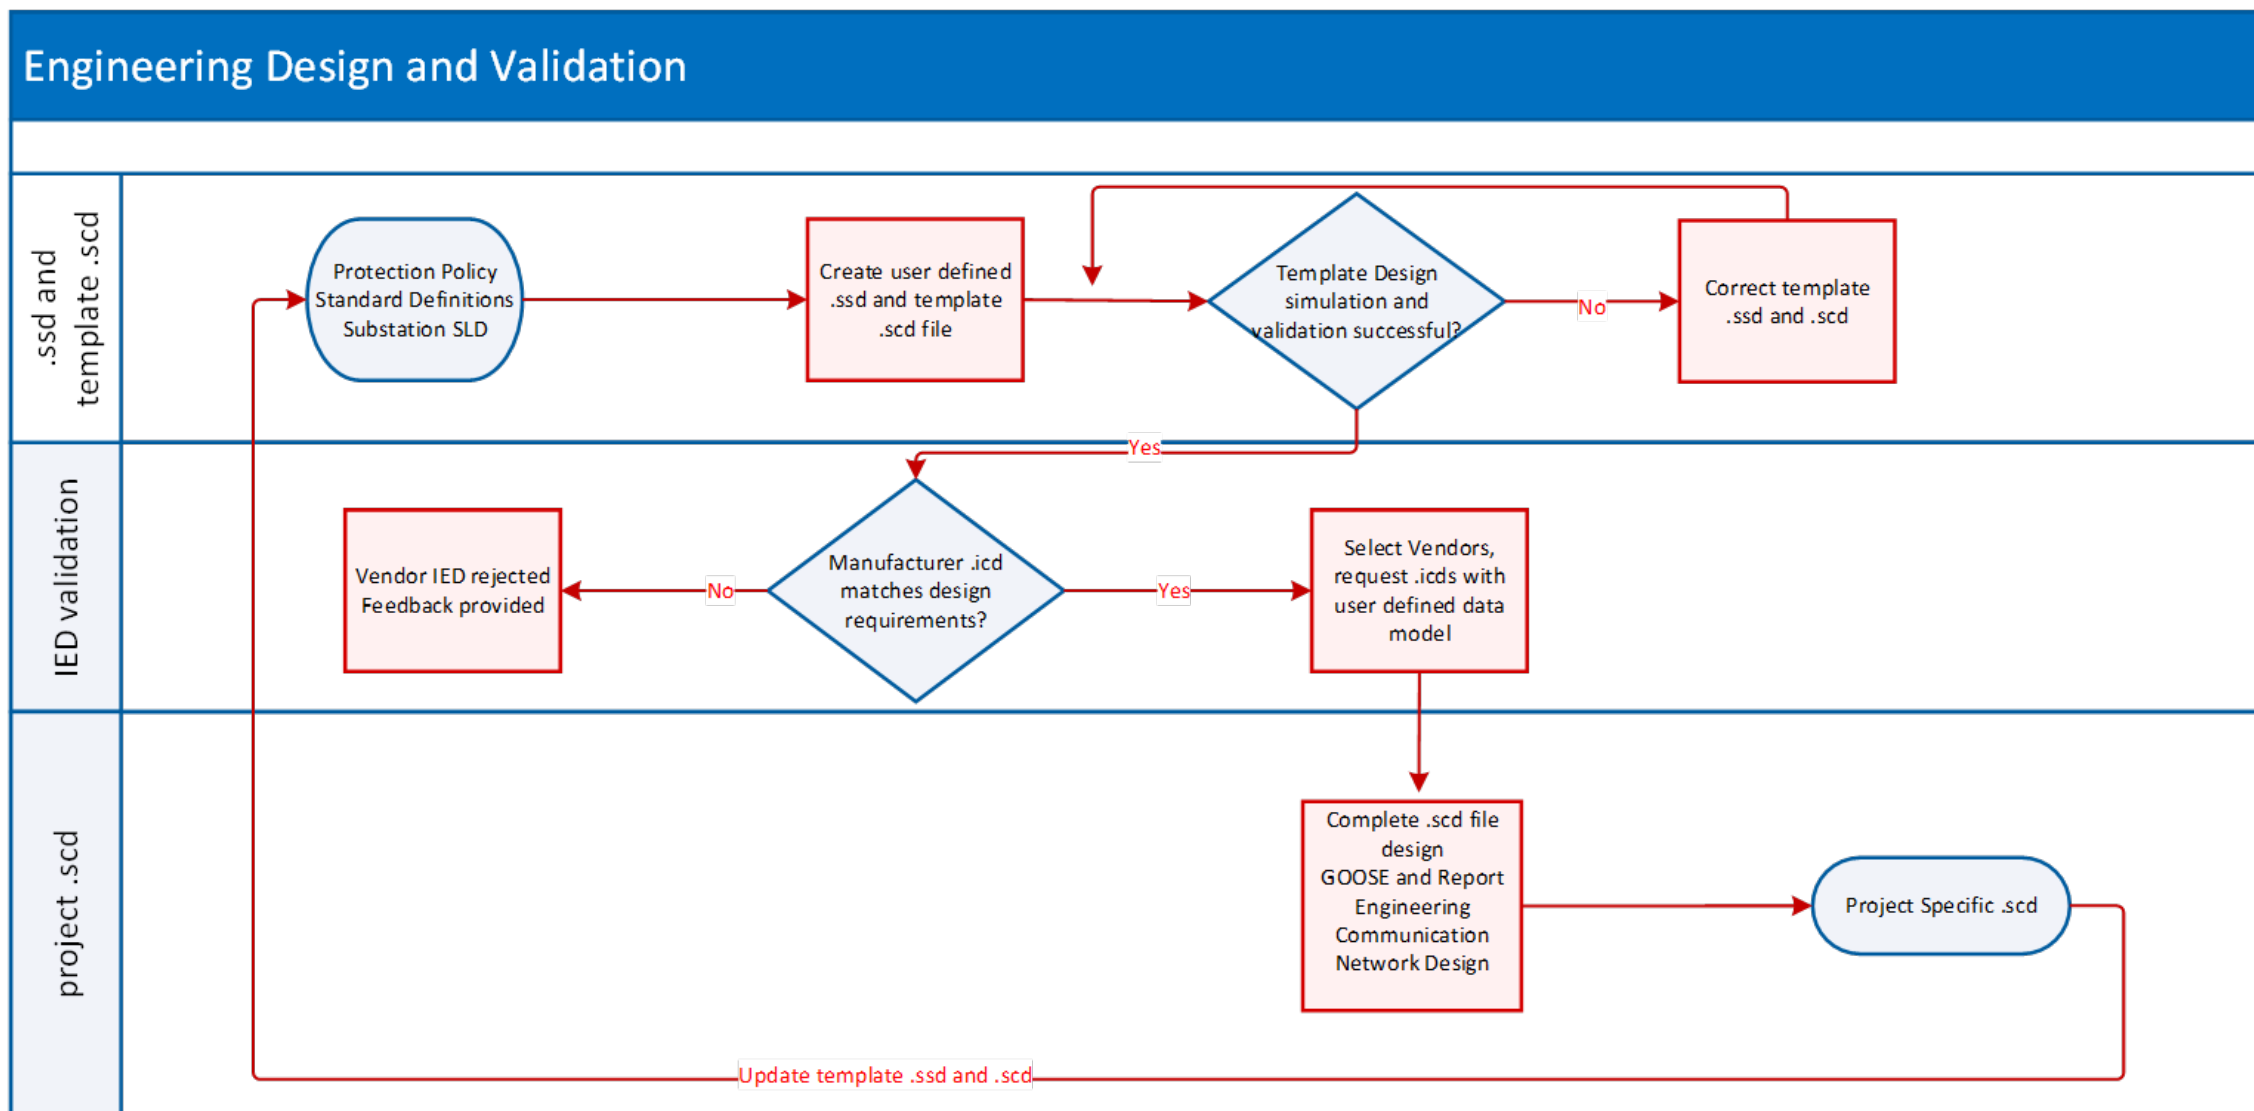 Engineering Design and Validation
.ssd and
template .scd
Protection Policy
Standard Definitions
Substation SLD
Create user defined
.ssd and template
.scd file
Template Design
simulation and
validation successful?
No
Correct template
.ssd and .scd
Yes
IED validation
Vendor IED rejected
Feedback provided
No
Manufacturer .icd
matches design
requirements?
Yes
Select Vendors,
request .icds with
user defined data
model
project .scd
Complete .scd file
design
GOOSE and Report
Engineering
Communication
Network Design
Project Specific .scd
Update template .ssd and .scd